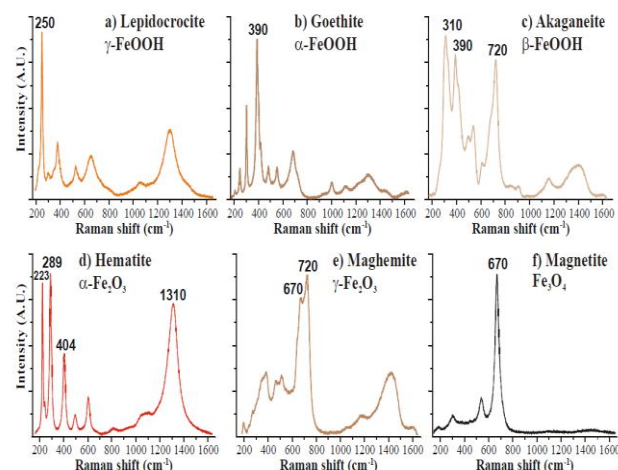 a) Lepidocrocite
γ-FeOOH
250
Intensity (A.U.)
200 400 600 800 1000 1200 1400 1600
Raman shift (cm⁻¹)
b) Goethite
α-FeOOH
390
200 400 600 800 1000 1200 1400 1600
Raman shift (cm⁻¹)
c) Akaganeite
β-FeOOH
310
390
720
200 400 600 800 1000 1200 1400 1600
Raman shift (cm⁻¹)
d) Hematite
α-Fe₂O₃
289
223
404
1310
Intensity (A.U.)
200 400 600 800 1000 1200 1400 1600
Raman shift (cm⁻¹)
e) Maghemite
γ-Fe₂O₃
720
670
200 400 600 800 1000 1200 1400 1600
Raman shift (cm⁻¹)
f) Magnetite
Fe₃O₄
670
200 400 600 800 1000 1200 1400 1600
Raman shift (cm⁻¹)